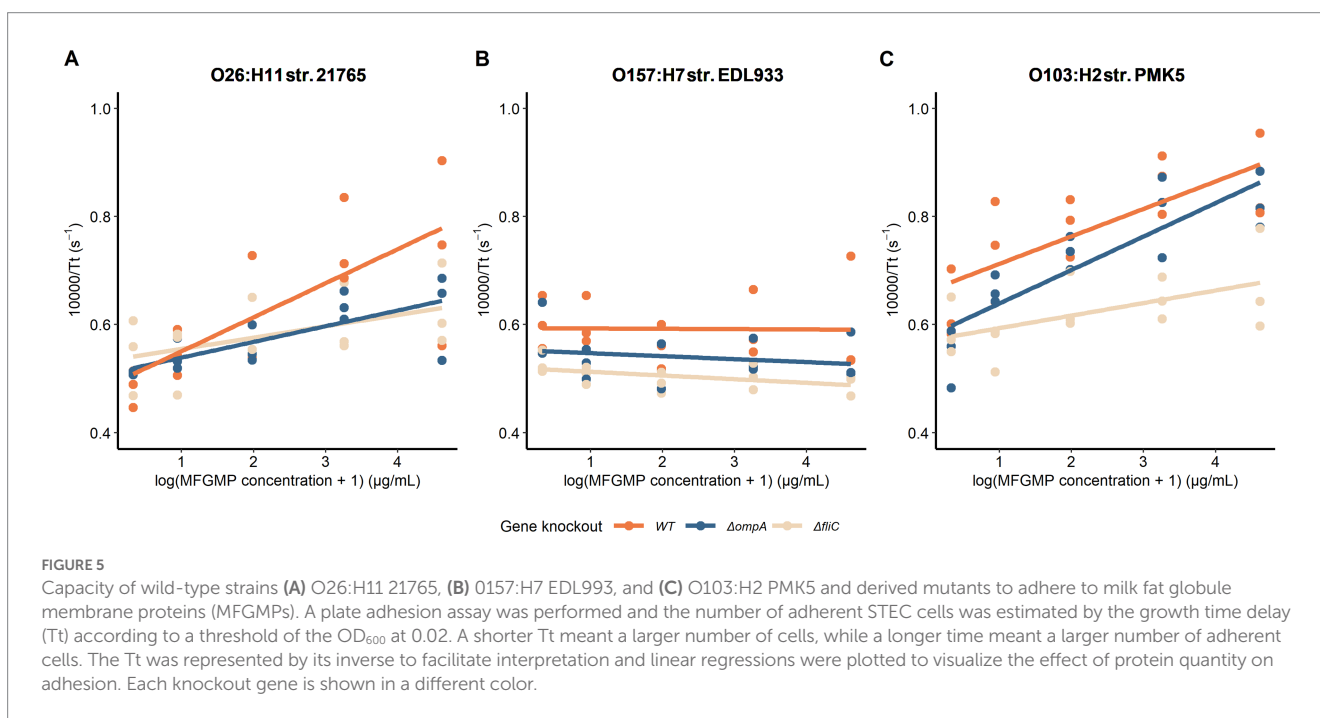 A
O26:H11 str. 21765
1.0
0.8
0.6
0.4
10000/Tt (s⁻¹)
1 2 3 4
log(MFGMP concentration + 1) (µg/mL)
B
O157:H7 str. EDL933
1.0
0.8
0.6
0.4
10000/Tt (s⁻¹)
1 2 3 4
log(MFGMP concentration + 1) (µg/mL)
C
O103:H2 str. PMK5
1.0
0.8
0.6
0.4
10000/Tt (s⁻¹)
1 2 3 4
log(MFGMP concentration + 1) (µg/mL)
Gene knockout WT ΔompA ΔfliC
FIGURE 5
Capacity of wild-type strains (A) O26:H11 21765, (B) 0157:H7 EDL993, and (C) O103:H2 PMK5 and derived mutants to adhere to milk fat globule
membrane proteins (MFGMPs). A plate adhesion assay was performed and the number of adherent STEC cells was estimated by the growth time delay
(Tt) according to a threshold of the OD₆₀₀ at 0.02. A shorter Tt meant a larger number of cells, while a longer time meant a larger number of adherent
cells. The Tt was represented by its inverse to facilitate interpretation and linear regressions were plotted to visualize the effect of protein quantity on
adhesion. Each knockout gene is shown in a different color.